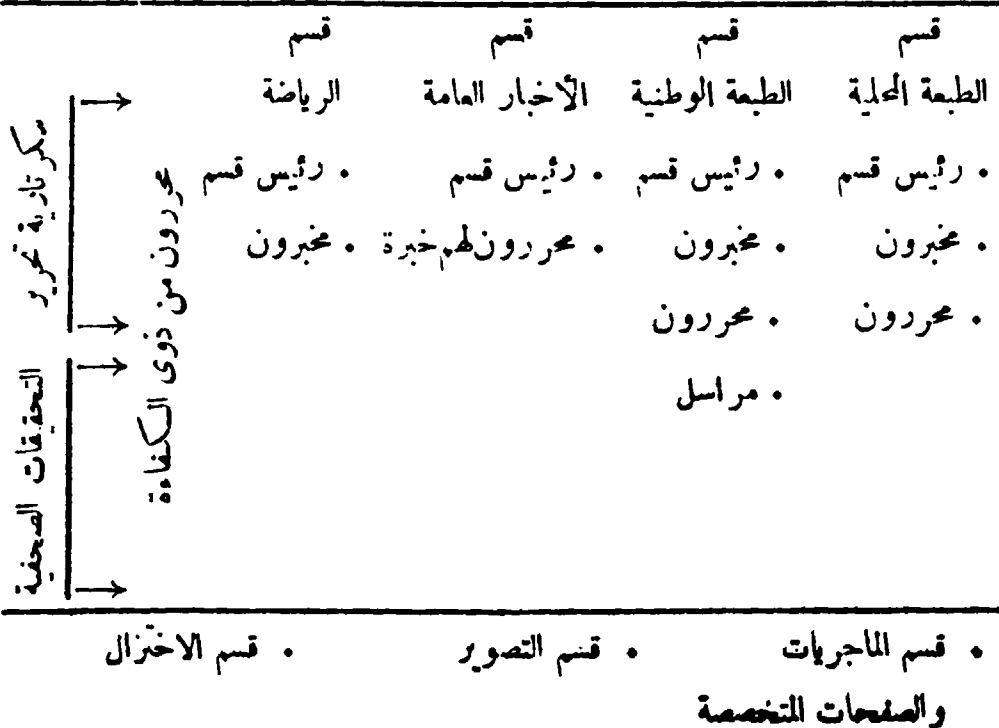 قسم قسم قسم قسم
الطبعة المحلية الطبعة الوطنية الأخبار العامة الرياضة
• رئيس قسم • رئيس قسم • رئيس قسم • رئيس قسم
• مخبرون • مخبرون • محررون لهم خبرة • مخبرون
• محررون • محررون
• مراسل
محررون من ذوى الكفاءة
سكرتارية تحرير
التحقيقات الصحفية
• قسم الماجريات • قسم التصوير • قسم الاختزال
والصفحات المتخصصة